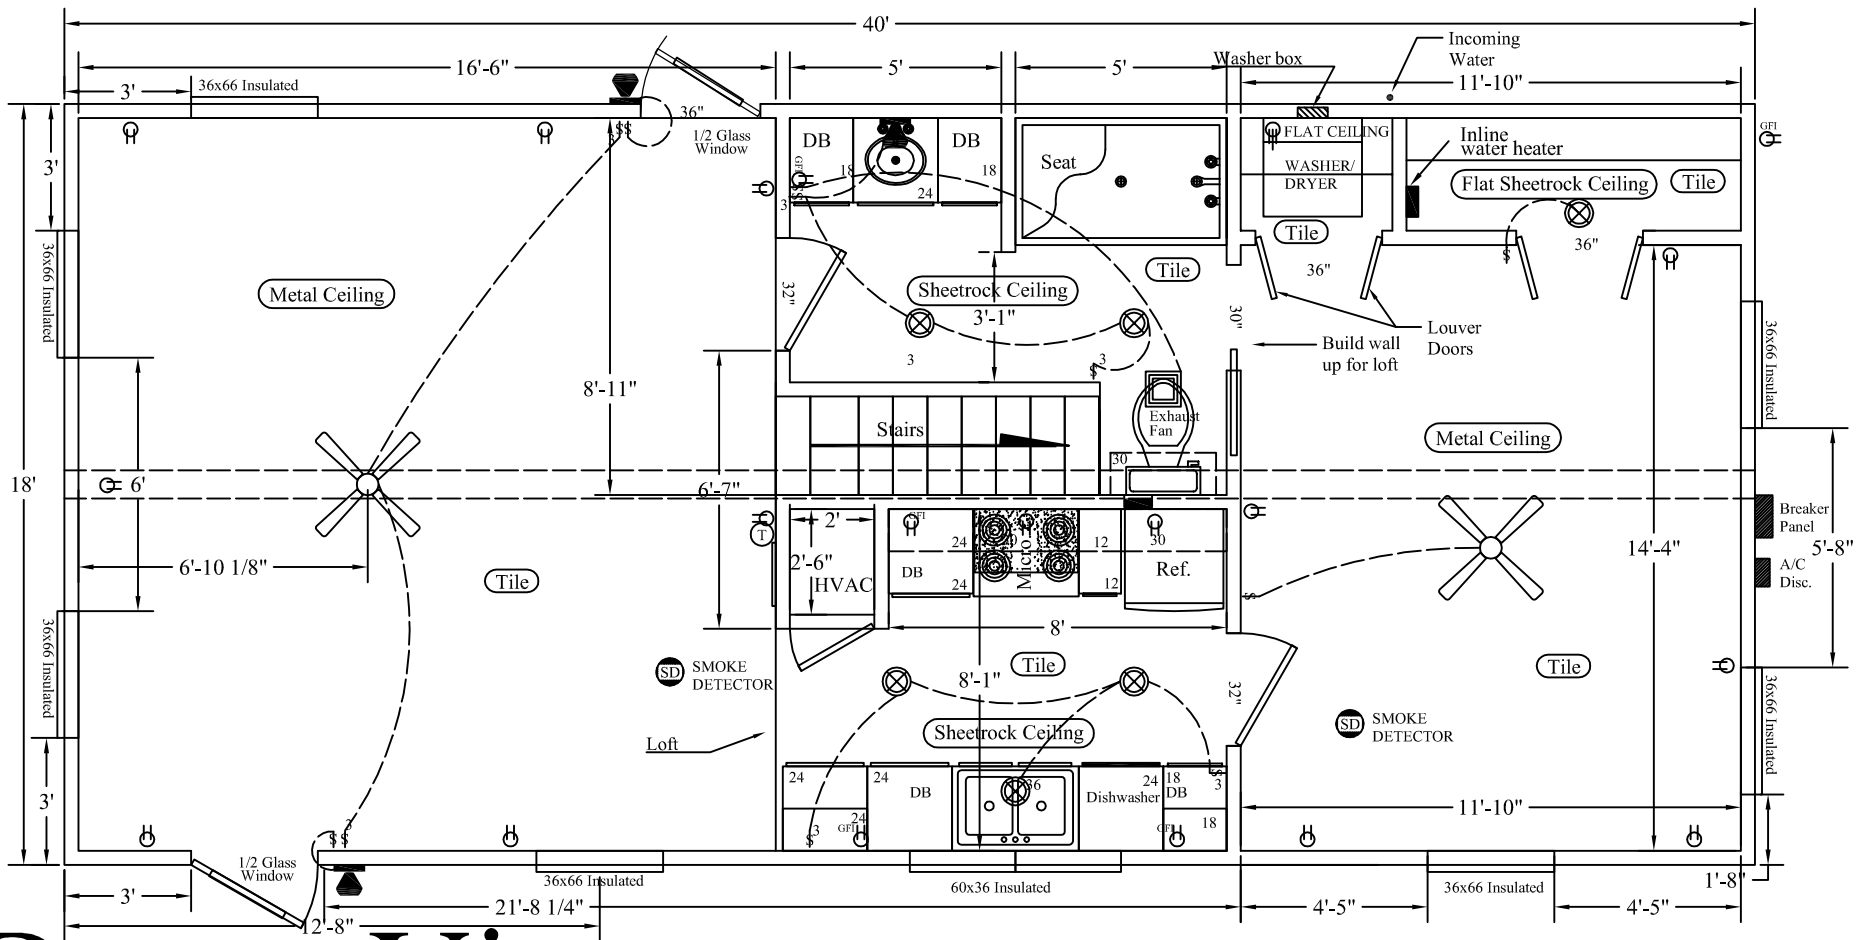 40'
16'-6"
5'
5'
Washer box
Incoming
Water
11'-10"
3'
36x66 Insulated
36"
1/2 Glass
Window
3'
18'
6'
3'
36x66 Insulated
36x66 Insulated
$$
3
Metal Ceiling
8'-11"
6'-10 1/8"
Tile
DB
DB
18
24
18
GFI
$$
3
32"
Sheetrock Ceiling
3'-1"
3
3
$
Seat
Tile
30"
FLAT CEILING
WASHER/
DRYER
Tile
36"
Inline
water heater
Flat Sheetrock Ceiling
Tile
36"
$
GFI
Louver
Doors
Build wall
up for loft
36x66 Insulated
Metal Ceiling
Stairs
Exhaust
Fan
30
6'-7"
T
2'
2'-6"
HVAC
GFI
24
DB
24
Micro
12
12
30
Ref.
8'
14'-4"
Breaker
Panel
5'-8"
A/C
Disc.
$
Tile
8'-1"
Tile
SD
SMOKE
DETECTOR
Loft
32"
Sheetrock Ceiling
SD
SMOKE
DETECTOR
36x66 Insulated
24
24
DB
36
Dishwasher
24
18
DB
$
3
24
3
$
GFI
GFI
18
11'-10"
3
$ $
1/2 Glass
Window
36x66 Insulated
60x36 Insulated
36x66 Insulated
1'-8"
3'
21'-8 1/4"
4'-5"
4'-5"
12'-8"